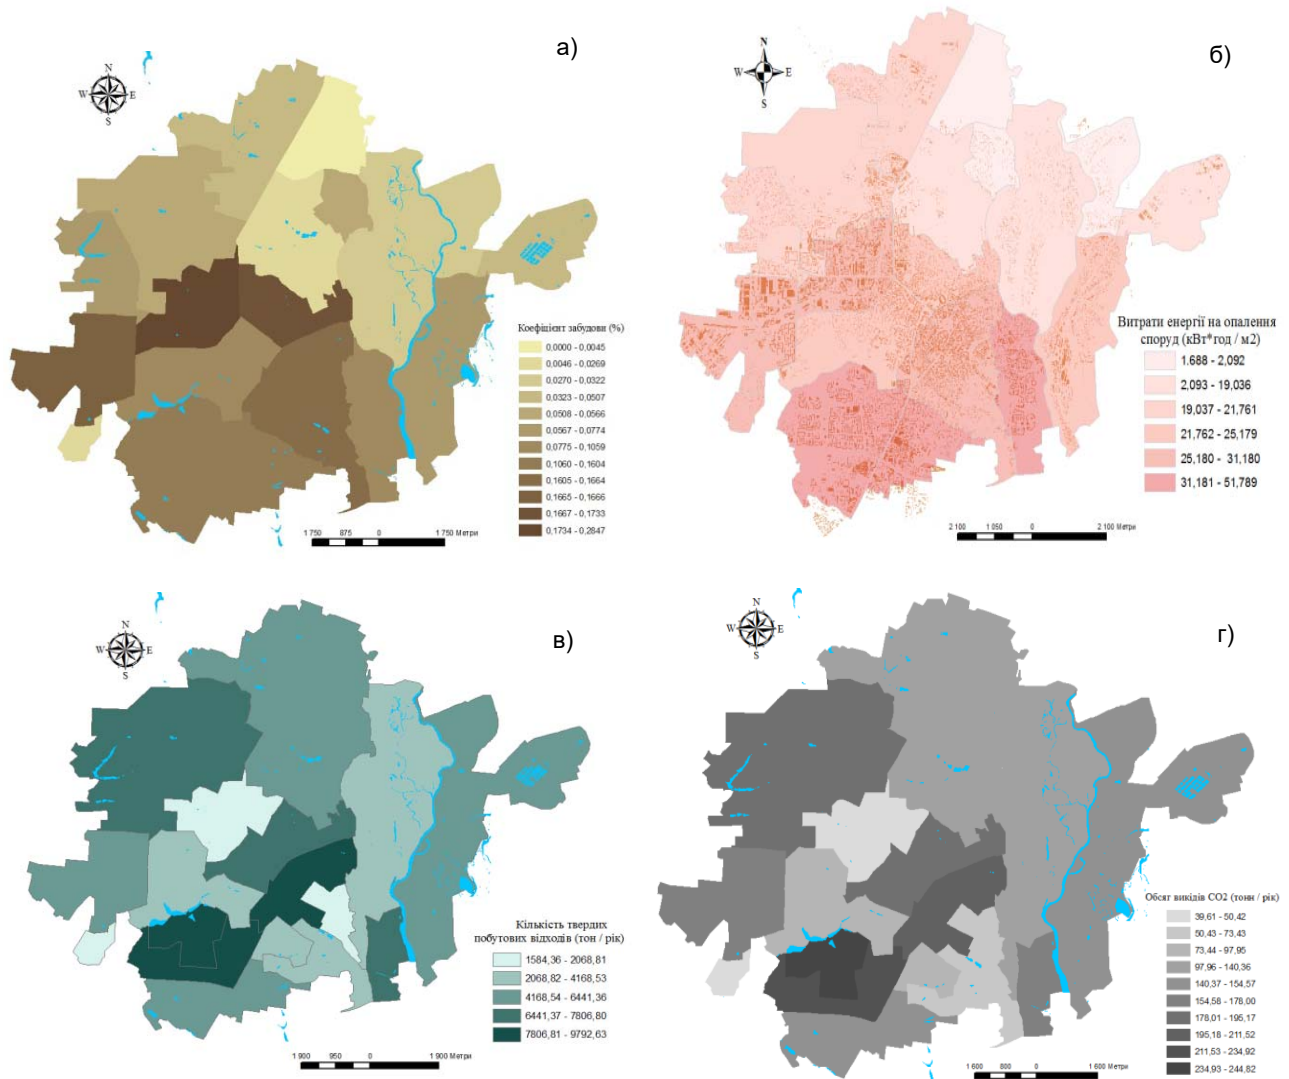 а)
N
W E
S
Коефіцієнт забудови (%)
0,0000 - 0,0045
0,0046 - 0,0269
0,0270 - 0,0322
0,0323 - 0,0507
0,0508 - 0,0566
0,0567 - 0,0774
0,0775 - 0,1059
0,1060 - 0,1604
0,1605 - 0,1664
0,1665 - 0,1666
0,1667 - 0,1733
0,1734 - 0,2847
1 750 875 0 1 750 Метри
б)
N
W E
S
Витрати енергії на опалення
споруд (кВт*год / м2)
1.688 - 2,092
2,093 - 19,036
19,037 - 21,761
21,762 - 25,179
25,180 - 31,180
31,181 - 51,789
2 100 1 050 0 2 100 Метри
в)
N
W E
S
Кількість твердих
побутових відходів (тон / рік)
1584,36 - 2068,81
2068,82 - 4168,53
4168,54 - 6441,36
6441,37 - 7806,80
7806,81 - 9792,63
1 900 950 0 1 900 Метри
г)
N
W E
S
Обсяг викідів СО2 (тонн / рік)
39,61 - 50,42
50,43 - 73,43
73,44 - 97,95
97,96 - 140,36
140,37 - 154,57
154,58 - 178,00
178,01 - 195,17
195,18 - 211,52
211,53 - 234,92
234,93 - 244,82
1 600 800 0 1 600 Метри